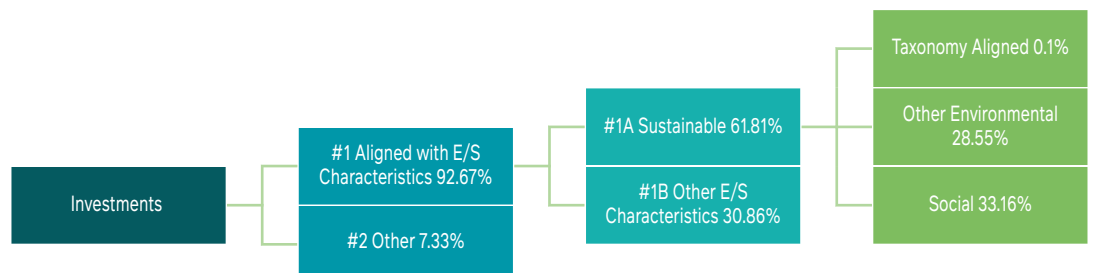 Investments
#1 Aligned with E/S
Characteristics 92.67%
#2 Other 7.33%
#1A Sustainable 61.81%
#1B Other E/S
Characteristics 30.86%
Taxonomy Aligned 0.1%
Other Environmental
28.55%
Social 33.16%